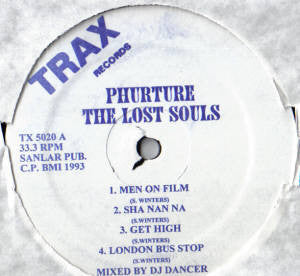 TRAX
RECORDS
PHURTURE
THE LOST SOULS
TX 5020 A
33.3 RPM
SANLAR PUB.
C.P. BMI 1993
1. MEN ON FILM
(S. WINTERS)
2. SHA NAN NA
(S. WINTERS)
3. GET HIGH
(S. WINTERS)
4. LONDON BUS STOP
(S. WINTERS)
MIXED BY DJ DANCER